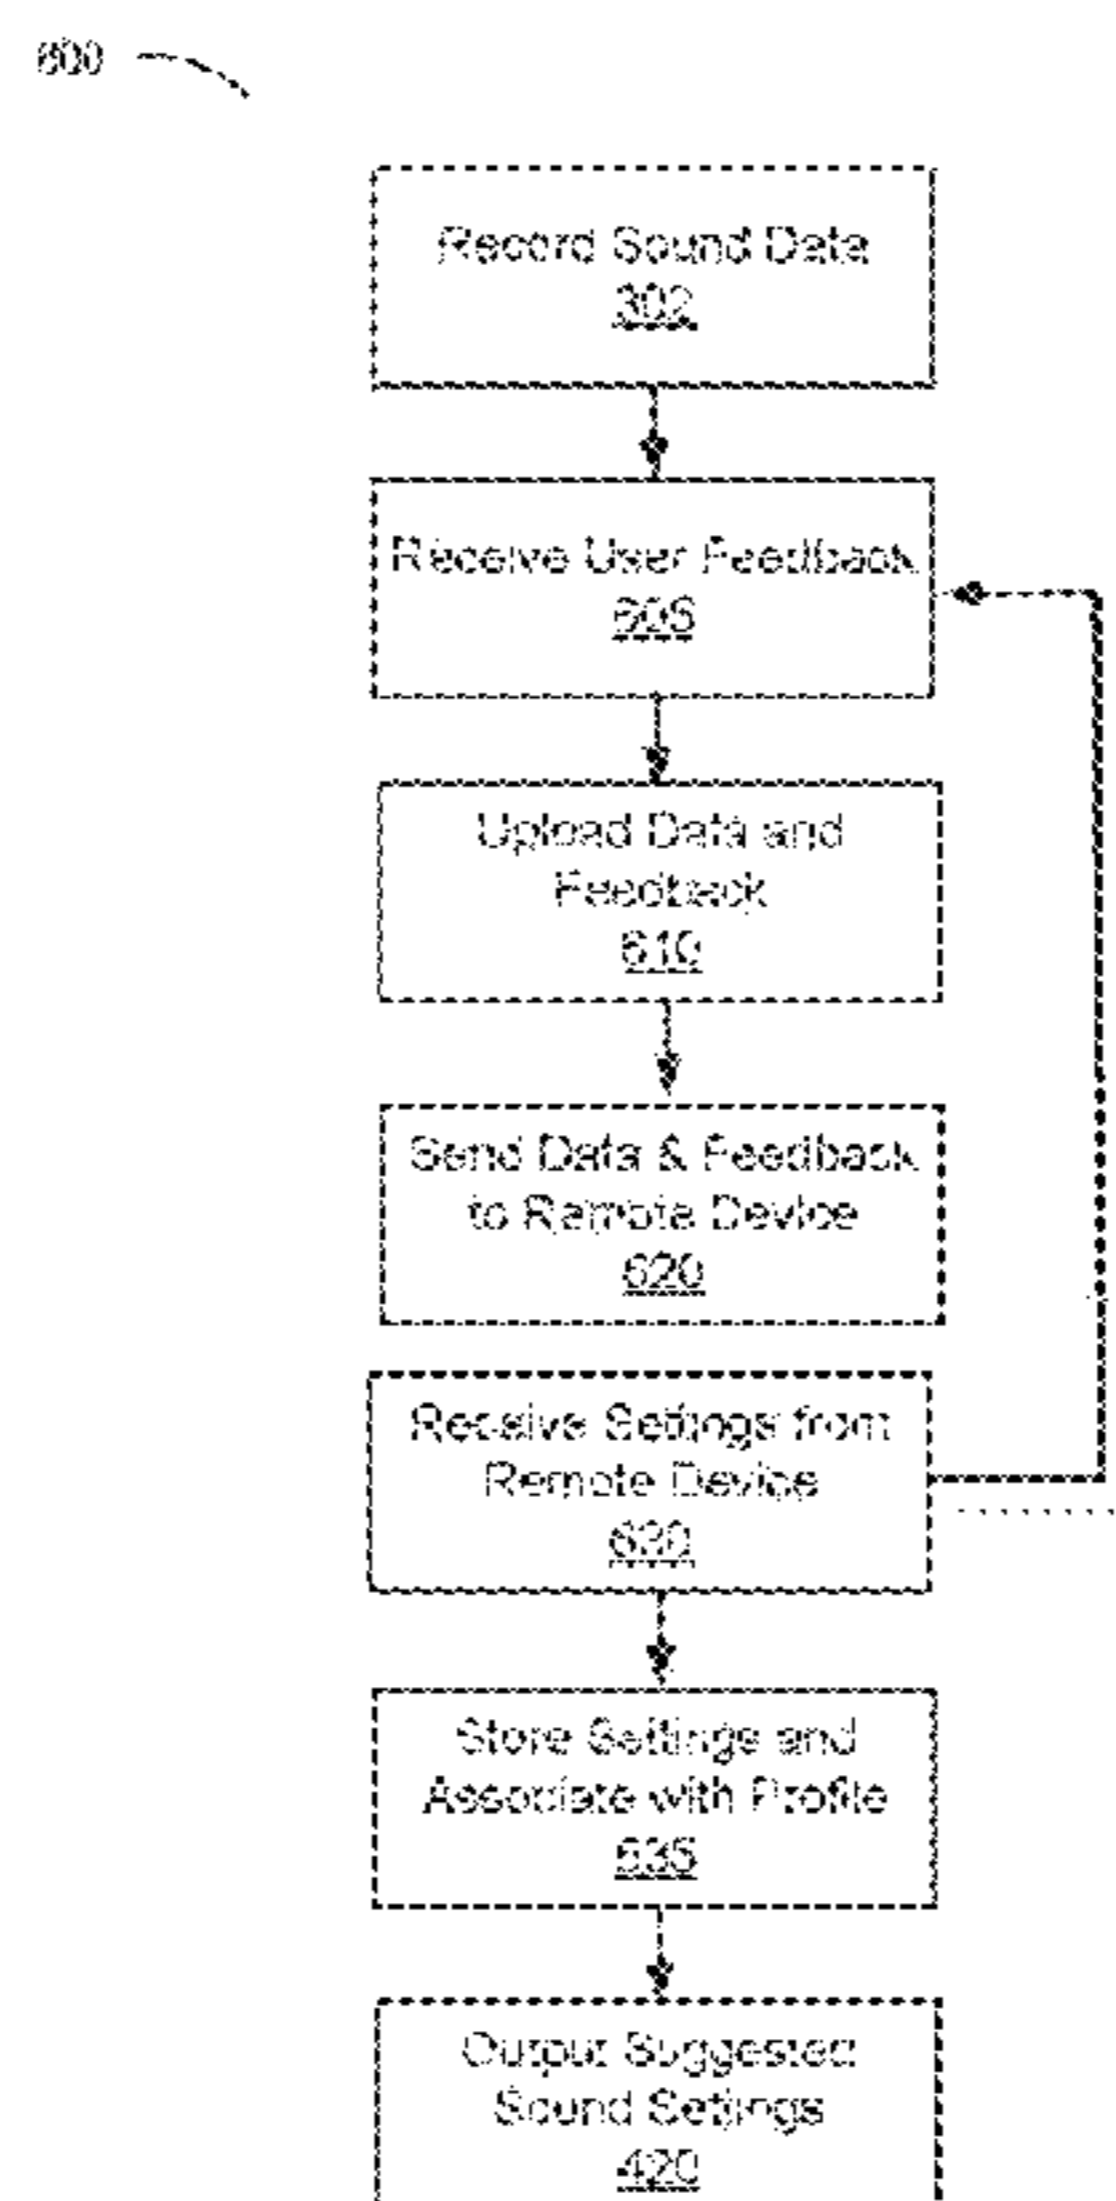 600
Record Sound Data
302
Receive User Feedback
605
Upload Data and
Feedback
610
Send Data & Feedback
to Remote Device
620
Receive Settings from
Remote Device
630
Store Settings and
Associate with Profile
635
Output Suggested
Sound Settings
420